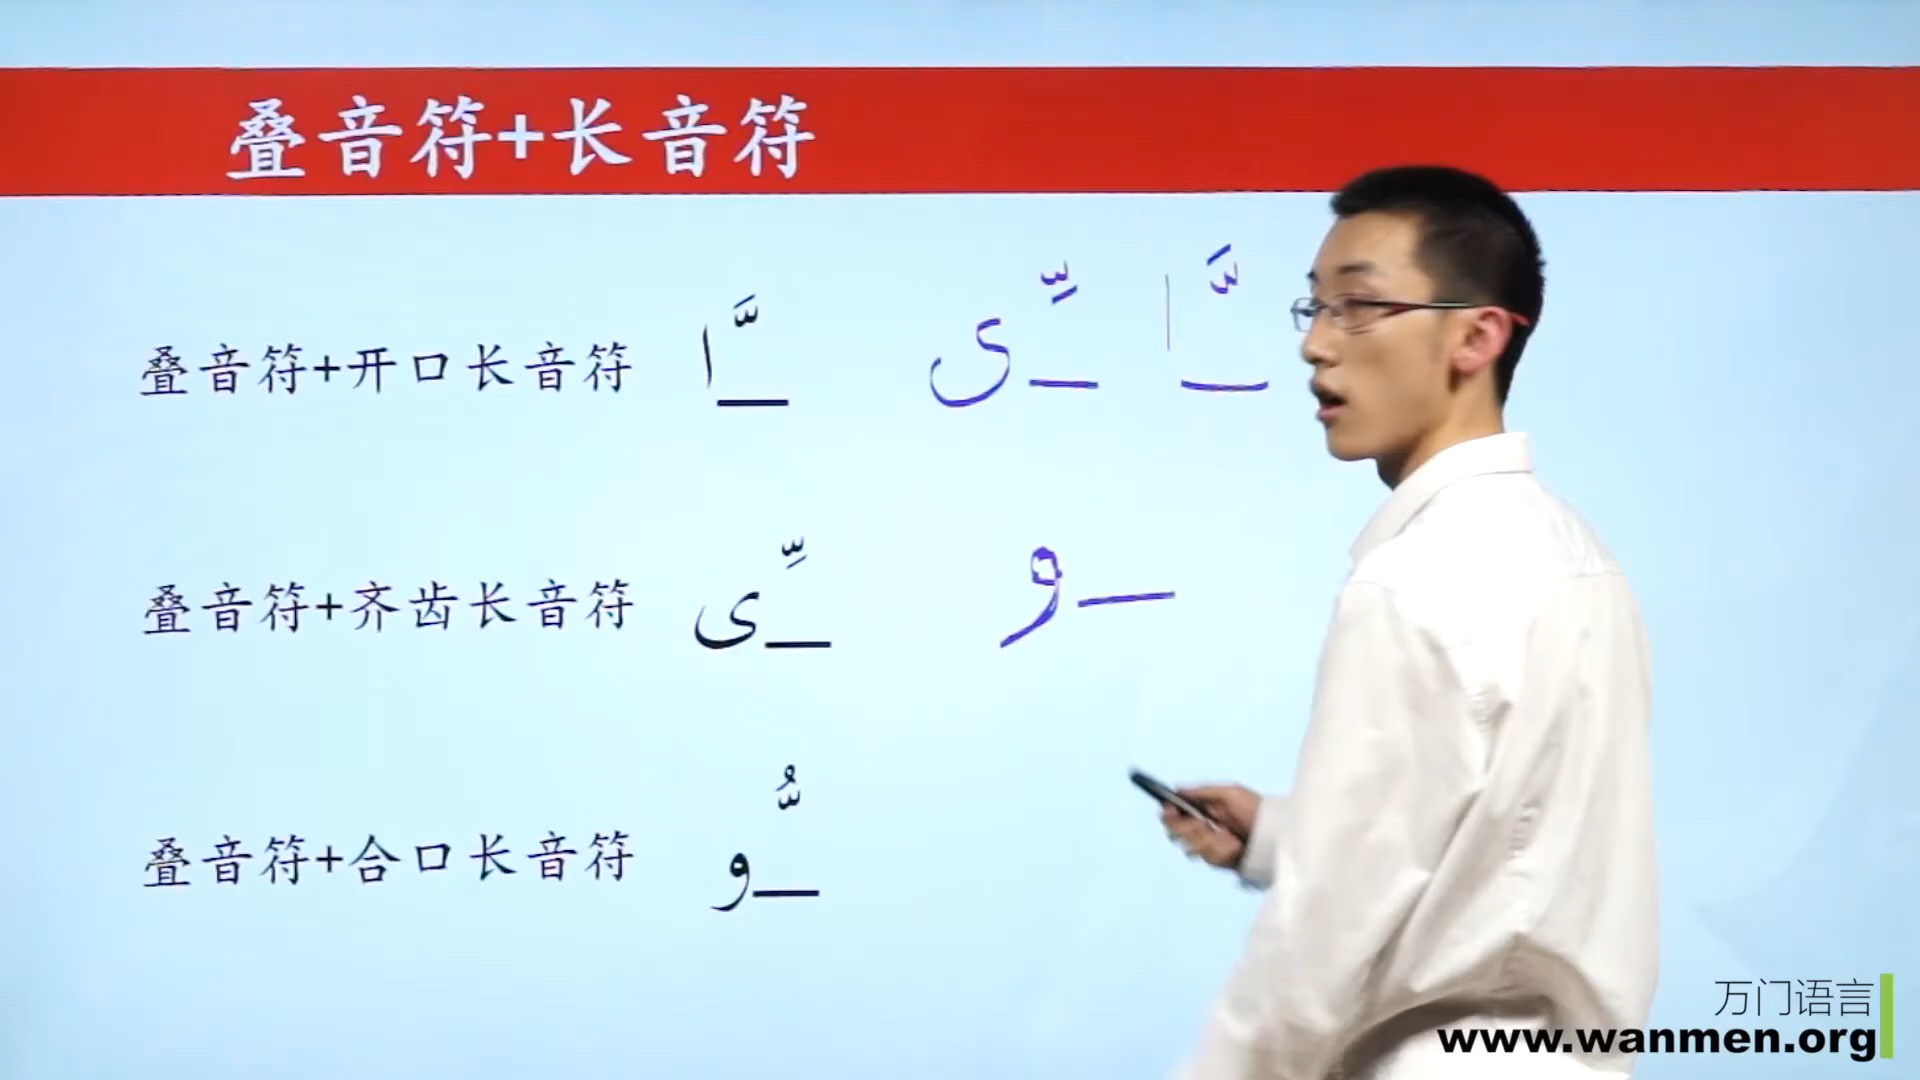 叠音符+长音符
叠音符+开口长音符 ـَّا
ـِّى ـَّا
叠音符+齐齿长音符 ـِّى
ـو
叠音符+合口长音符 ـُّو
万门语言
www.wanmen.org